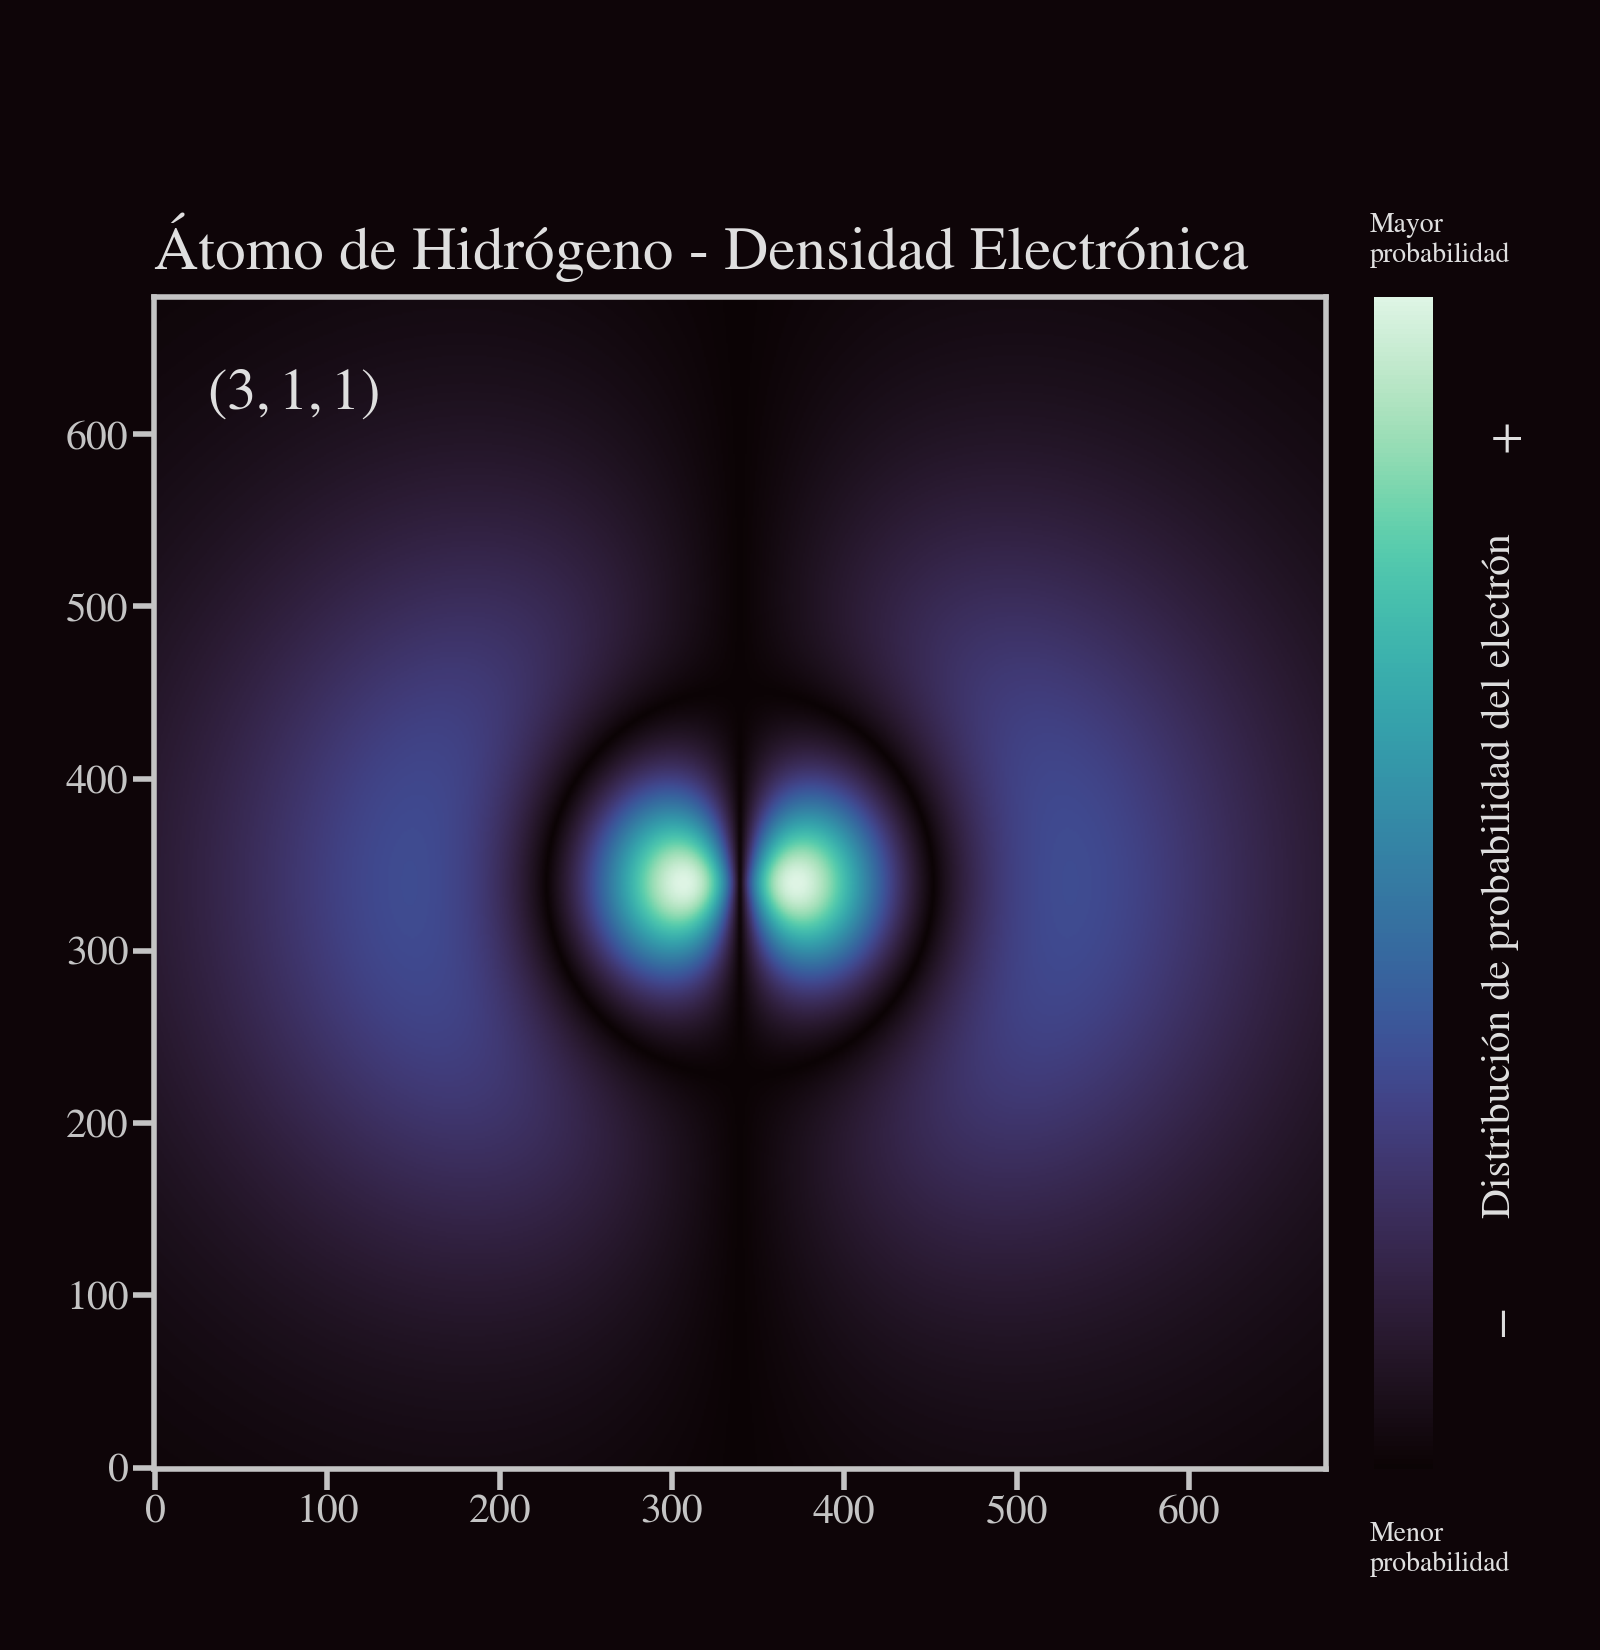 Átomo de Hidrógeno - Densidad Electrónica
Mayor
probabilidad
(3, 1, 1)
600
500
400
300
200
100
0
0 100 200 300 400 500 600
− Distribución de probabilidad del electrón +
Menor
probabilidad